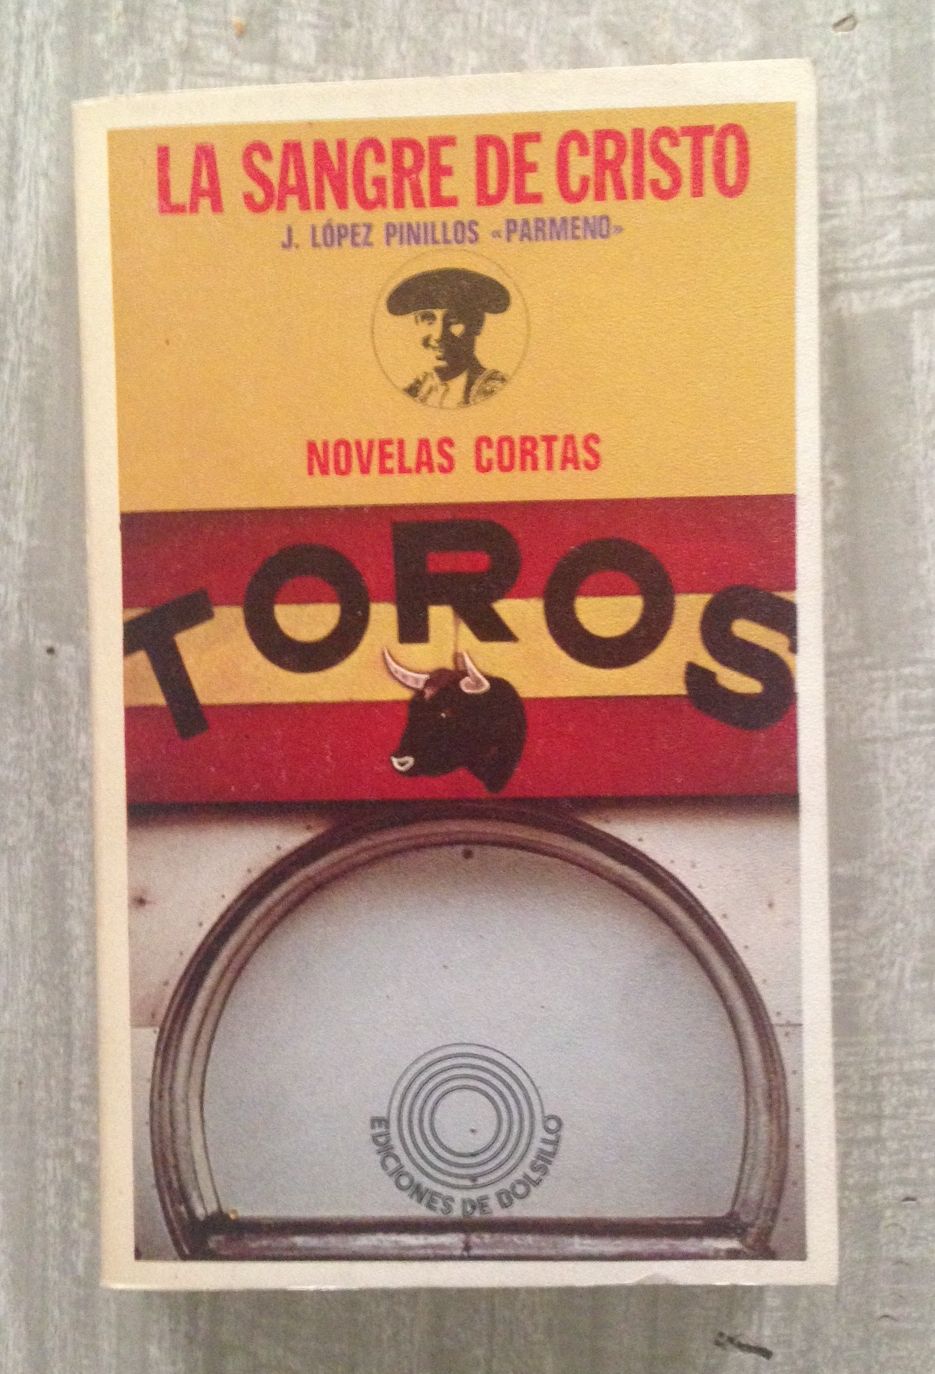 LA SANGRE DE CRISTO
J. LÓPEZ PINILLOS «PARMENO»
NOVELAS CORTAS
TOROS
EDICIONES DE BOLSILLO